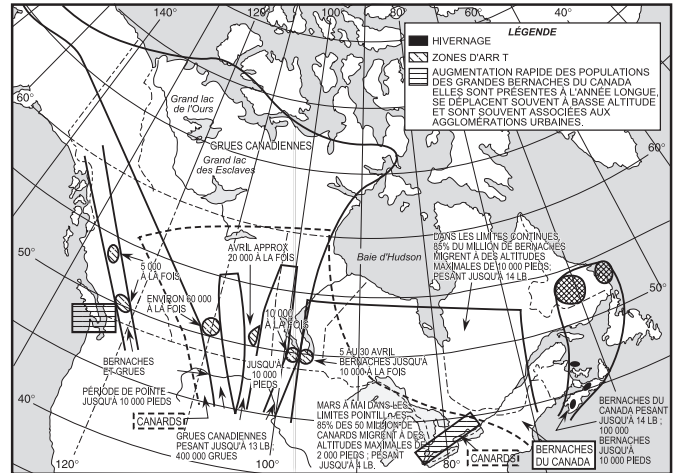 140°
120°
100°
80°
60°
LÉGENDE
HIVERNAGE
ZONES D'ARR T
AUGMENTATION RAPIDE DES POPULATIONS
DES GRANDES BERNACHES DU CANADA
ELLES SONT PRÉSENTES À L'ANNÉE LONGUE,
SE DÉPLACENT SOUVENT À BASSE ALTITUDE
ET SONT SOUVENT ASSOCIÉES AUX
AGGLOMÉRATIONS URBAINES.
60°
Grand lac
de l'Ours
GRUES CANADIENNES
Grand lac
des Esclaves
60°
50°
AVRIL APPROX
20 000 À LA FOIS
Baie d'Hudson
DANS LES LIMITES CONTINUES,
85% DU MILLION DE BERNACHES
MIGRENT À DES ALTITUDES
MAXIMALES DE 10 000 PIEDS;
PESANT JUSQU'À 14 LB.
5 000
À LA FOIS
ENVIRON 60 000
À LA FOIS
10 000
À LA FOIS
50°
BERNACHES
ET GRUES
JUSQU'À
10 000
PIEDS
5 AU 30 AVRIL
BERNACHES JUSQU'À
10 000 À LA FOIS
PÉRIODE DE POINTE
JUSQU'À 10 000 PIEDS
40°
CANARDS
MARS À MAI DANS LES
LIMITES POINTILLÉES,
85% DES 50 MILLION DE
CANARDS MIGRENT À DES
ALTITUDES MAXIMALES DE
2 000 PIEDS; PESANT
JUSQU'À 4 LB.
GRUES CANADIENNES
PESANT JUSQU'À 13 LB;
400 000 GRUES
CANARDS
BERNACHES
DU CANADA
BERNACHES DU
CANADA PESANT
JUSQU'À 14 LB ;
100 000
BERNACHES
JUSQU'À
10 000 PIEDS
40°
120°
100°
80°